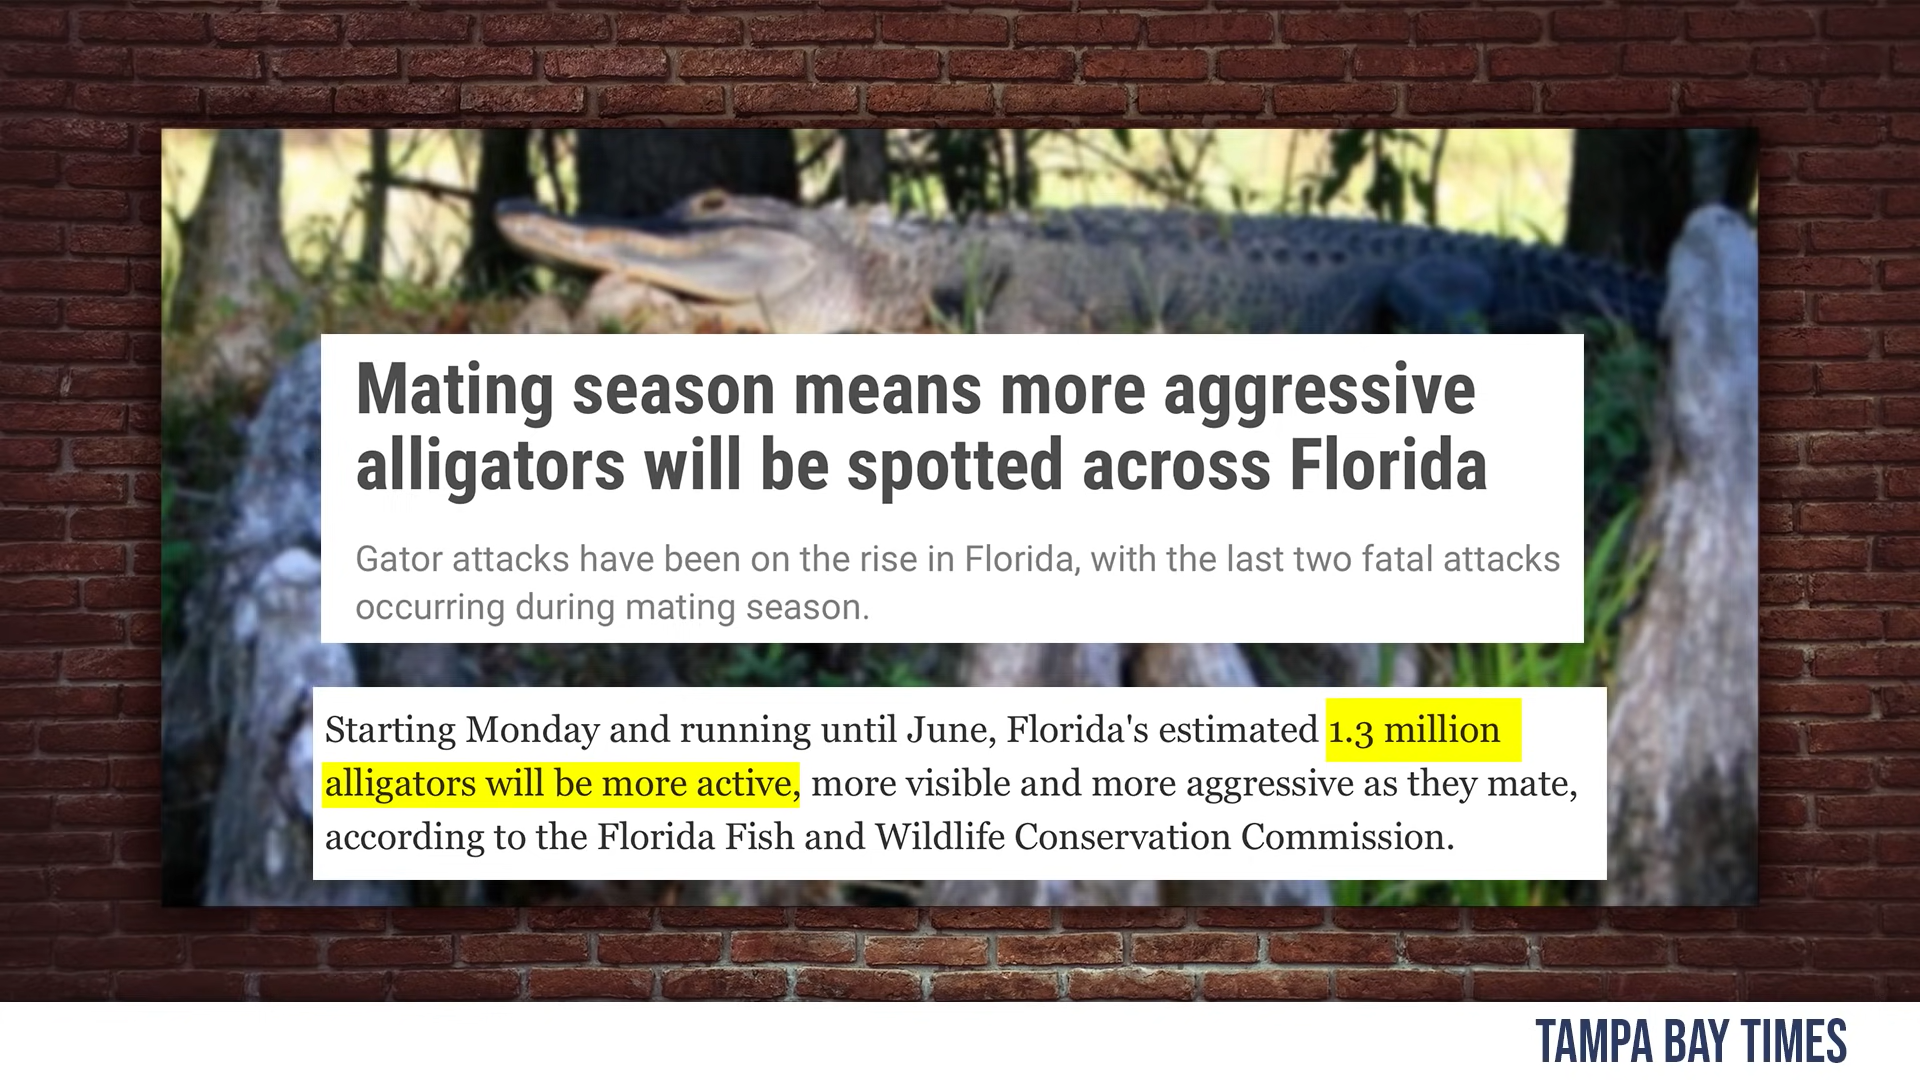 Mating season means more aggressive
alligators will be spotted across Florida
Gator attacks have been on the rise in Florida, with the last two fatal attacks
occurring during mating season.
Starting Monday and running until June, Florida's estimated 1.3 million
alligators will be more active, more visible and more aggressive as they mate,
according to the Florida Fish and Wildlife Conservation Commission.
TAMPA BAY TIMES